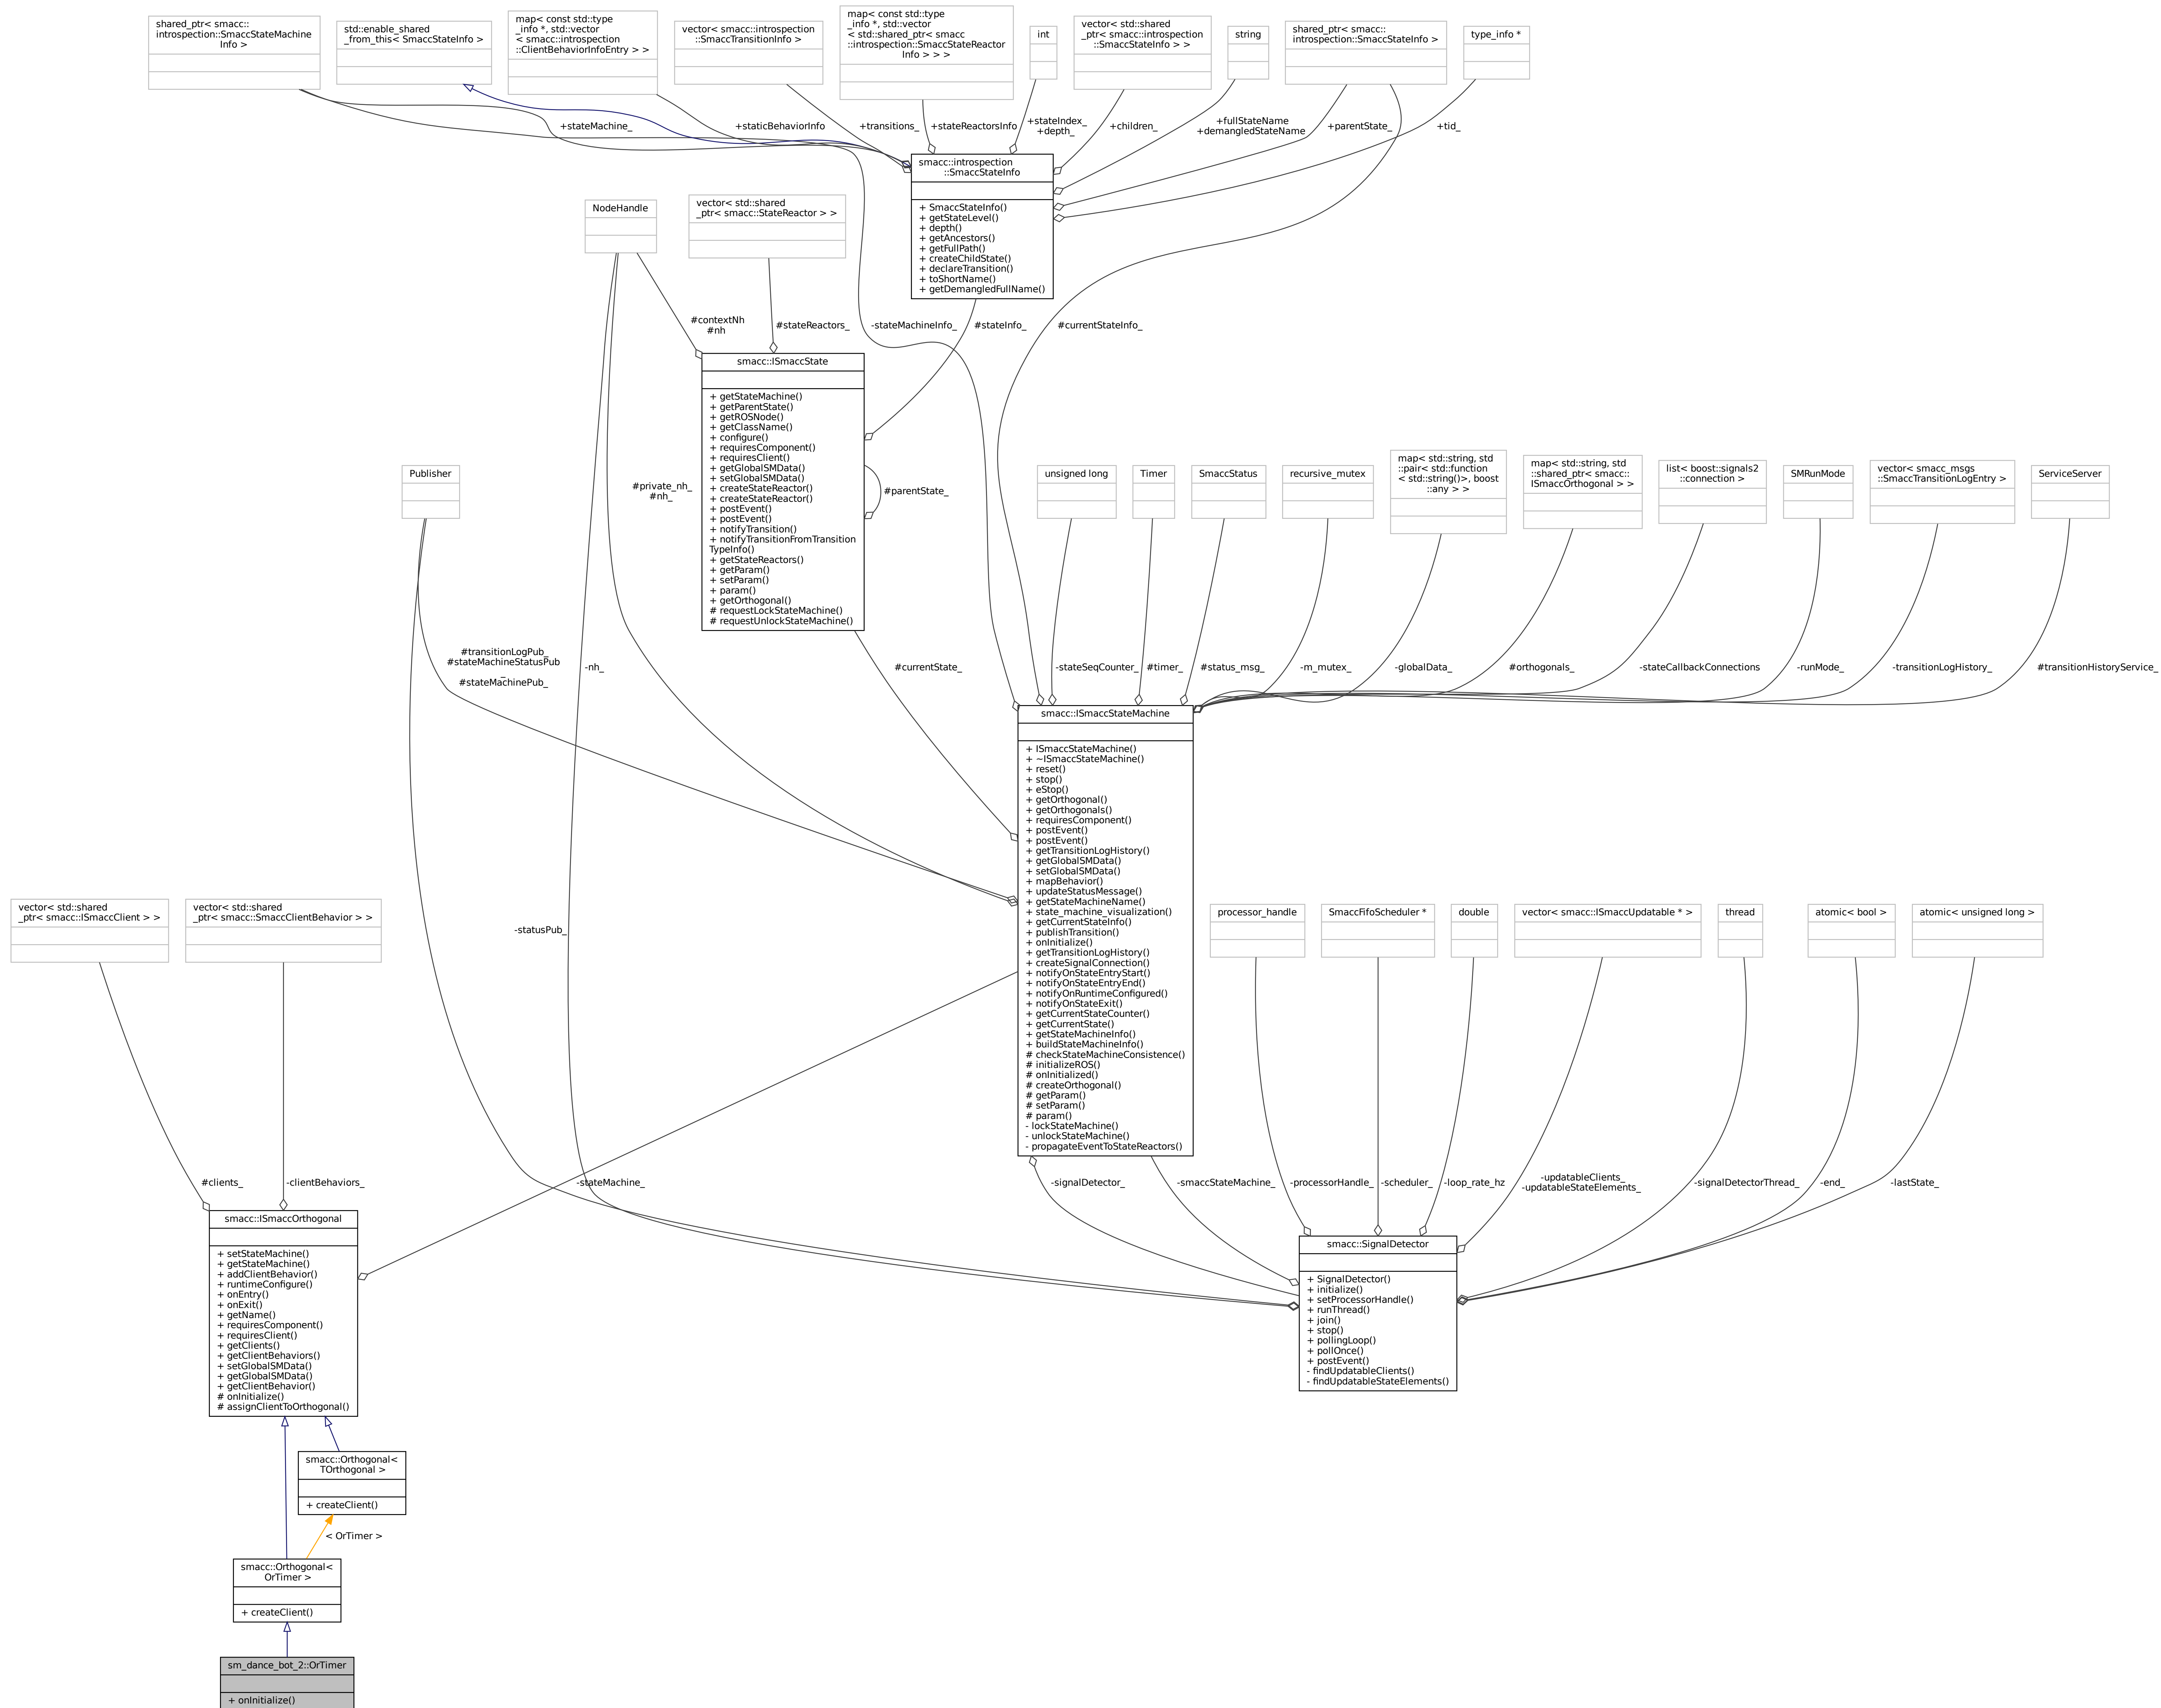 shared_ptr< smacc::
introspection::SmaccStateMachine
Info >
std::enable_shared
_from_this< SmaccStateInfo >
map< const std::type
_info *, std::vector
< smacc::introspection
::ClientBehaviorInfoEntry > >
vector< smacc::introspection
::SmaccTransitionInfo >
map< const std::type
_info *, std::vector
< std::shared_ptr< smacc
::introspection::SmaccStateReactor
Info > > >
int
vector< std::shared
_ptr< smacc::introspection
::SmaccStateInfo > >
string
shared_ptr< smacc::
introspection::SmaccStateInfo >
type_info *
+stateMachine_
+staticBehaviorInfo
+transitions_
+stateReactorsInfo
+stateIndex_
+depth_
+children_
+fullStateName
+demangledStateName
+parentState_
+tid_
smacc::introspection
::SmaccStateInfo
+ SmaccStateInfo()
+ getStateLevel()
+ depth()
+ getAncestors()
+ getFullPath()
+ createChildState()
+ declareTransition()
+ toShortName()
+ getDemangledFullName()
NodeHandle
vector< std::shared
_ptr< smacc::StateReactor > >
#contextNh
#nh
#stateReactors_
-stateMachineInfo_
#stateInfo_
#currentStateInfo_
smacc::ISmaccState
+ getStateMachine()
+ getParentState()
+ getROSNode()
+ getClassName()
+ configure()
+ requiresComponent()
+ requiresClient()
+ getGlobalSMData()
+ setGlobalSMData()
+ createStateReactor()
+ createStateReactor()
+ postEvent()
+ postEvent()
+ notifyTransition()
+ notifyTransitionFromTransition
TypeInfo()
+ getStateReactors()
+ getParam()
+ setParam()
+ param()
+ getOrthogonal()
# requestLockStateMachine()
# requestUnlockStateMachine()
#parentState_
Publisher
#private_nh_
#nh_
unsigned long
Timer
SmaccStatus
recursive_mutex
map< std::string, std
::pair< std::function
< std::string()>, boost
::any > >
map< std::string, std
::shared_ptr< smacc::
ISmaccOrthogonal > >
list< boost::signals2
::connection >
SMRunMode
vector< smacc_msgs
::SmaccTransitionLogEntry >
ServiceServer
#transitionLogPub_
#stateMachineStatusPub
_
#stateMachinePub_
-nh_
#currentState_
-stateSeqCounter_
#timer_
#status_msg_
-m_mutex_
-globalData_
#orthogonals_
-stateCallbackConnections
-runMode_
-transitionLogHistory_
#transitionHistoryService_
smacc::ISmaccStateMachine
+ ISmaccStateMachine()
+ ~ISmaccStateMachine()
+ reset()
+ stop()
+ eStop()
+ getOrthogonal()
+ getOrthogonals()
+ requiresComponent()
+ postEvent()
+ postEvent()
+ getTransitionLogHistory()
+ getGlobalSMData()
+ setGlobalSMData()
+ mapBehavior()
+ updateStatusMessage()
+ getStateMachineName()
+ state_machine_visualization()
+ getCurrentStateInfo()
+ publishTransition()
+ onInitialize()
+ getTransitionLogHistory()
+ createSignalConnection()
+ notifyOnStateEntryStart()
+ notifyOnStateEntryEnd()
+ notifyOnRuntimeConfigured()
+ notifyOnStateExit()
+ getCurrentStateCounter()
+ getCurrentState()
+ getStateMachineInfo()
+ buildStateMachineInfo()
# checkStateMachineConsistence()
# initializeROS()
# onInitialized()
# createOrthogonal()
# getParam()
# setParam()
# param()
- lockStateMachine()
- unlockStateMachine()
- propagateEventToStateReactors()
vector< std::shared
_ptr< smacc::ISmaccClient > >
vector< std::shared
_ptr< smacc::SmaccClientBehavior > >
-statusPub_
processor_handle
SmaccFifoScheduler *
double
vector< smacc::ISmaccUpdatable * >
thread
atomic< bool >
atomic< unsigned long >
#clients_
-clientBehaviors_
-stateMachine_
-signalDetector_
-smaccStateMachine_
-processorHandle_
-scheduler_
-loop_rate_hz
-updatableClients_
-updatableStateElements_
-signalDetectorThread_
-end_
-lastState_
smacc::ISmaccOrthogonal
+ setStateMachine()
+ getStateMachine()
+ addClientBehavior()
+ runtimeConfigure()
+ onEntry()
+ onExit()
+ getName()
+ requiresComponent()
+ requiresClient()
+ getClients()
+ getClientBehaviors()
+ setGlobalSMData()
+ getGlobalSMData()
+ getClientBehavior()
# onInitialize()
# assignClientToOrthogonal()
smacc::SignalDetector
+ SignalDetector()
+ initialize()
+ setProcessorHandle()
+ runThread()
+ join()
+ stop()
+ pollingLoop()
+ pollOnce()
+ postEvent()
- findUpdatableClients()
- findUpdatableStateElements()
smacc::Orthogonal<
TOrthogonal >
+ createClient()
< OrTimer >
smacc::Orthogonal<
OrTimer >
+ createClient()
sm_dance_bot_2::OrTimer
+ onInitialize()